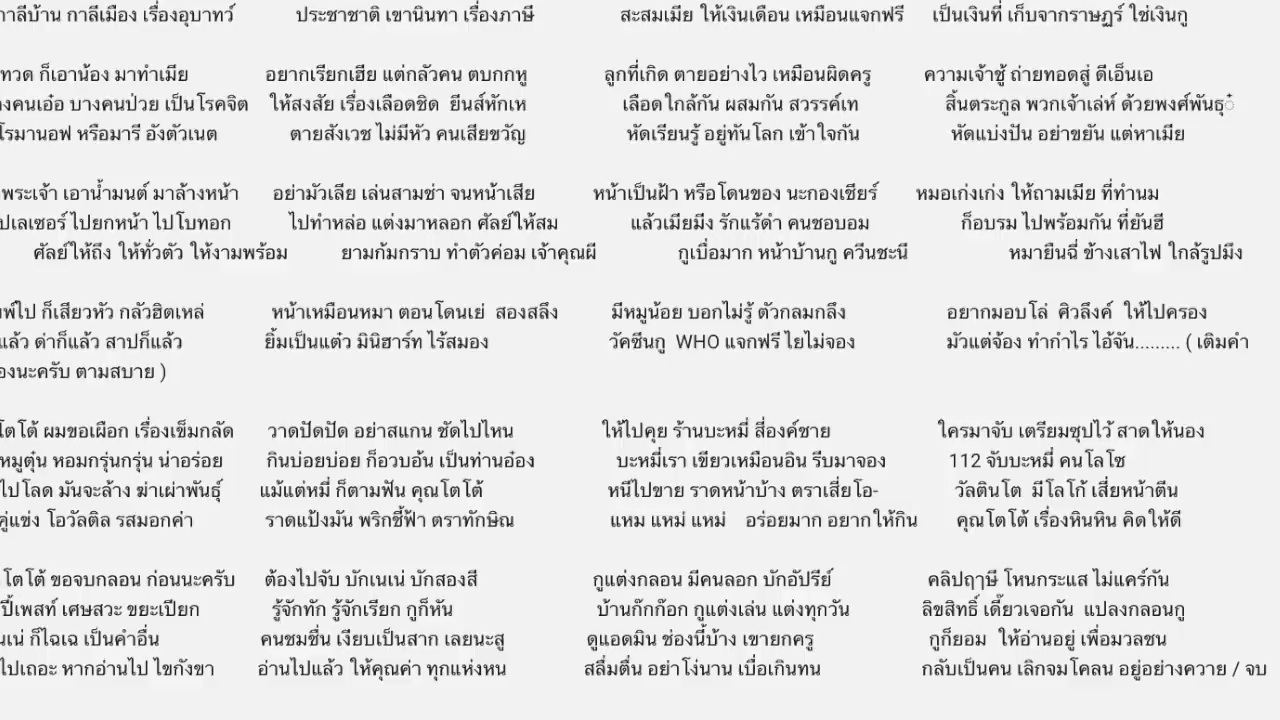 กาลีบ้าน กาลีเมือง เรื่องอุบาทว์ ประชาชาติ เขานินทา เรื่องภาษี สะสมเมีย ให้เงินเดือน เหมือนแจกฟรี เป็นเงินที่ เก็บจากราษฎร์ ใช่เงินกู
ทวด ก็เอาน้อง มาทำเมีย อยากเรียกเฮีย แต่กลัวคน ตบกกหู ลูกที่เกิด ตายอย่างไว เหมือนผิดครู ความเจ้าชู้ ถ่ายทอดสู่ ดีเอ็นเอ
งคนเอ๋อ บางคนป่วย เป็นโรคจิต ให้สงสัย เรื่องเลือดชิด ยีนส์หักเห เลือดใกล้กัน ผสมกัน สวรรค์เท สิ้นตระกูล พวกเจ้าเล่ห์ ด้วยพงศ์พันธุ๋
โรมานอฟ หรือมารี อังตัวเนต ตายสังเวช ไม่มีหัว คนเสียขวัญ หัดเรียนรู้ อยู่ทันโลก เข้าใจกัน หัดแบ่งปัน อย่าขยัน แต่หาเมีย
พระเจ้า เอาน้ำมนต์ มาล้างหน้า อย่ามัวเลีย เล่นสามช่า จนหน้าเสีย หน้าเป็นฝ้า หรือโดนของ นะกองเชียร์ หมอเก่งเก่ง ให้ถามเมีย ที่ทำนม
ปเลเซอร์ ไปยกหน้า ไปโบทอก ไปทำหล่อ แต่งมาหลอก ศัลย์ให้สม แล้วเมียมึง รักแร้ดำ คนชอบอม ก็อบรม ไปพร้อมกัน ที่ยันฮี
ศัลย์ให้ถึง ให้ทั่วตัว ให้งามพร้อม ยามก้มกราบ ทำตัวค่อม เจ้าคุณผี กูเบื่อมาก หน้าบ้านกู ควีนชะนี หมายืนฉี่ ข้างเสาไฟ ใกล้รูปมึง
พ์ไป ก็เสียวหัว กลัวฮิตเหล่ หน้าเหมือนหมา ตอนโดนเย่ สองสลึง มีหมูน้อย บอกไม่รู้ ตัวกลมกลึง อยากมอบโล่ ศิวลึงค์ ให้ไปครอง
แล้ว ด่าก็แล้ว สาปก็แล้ว ยิ้มเป็นแต๋ว มินิฮาร์ท ไร้สมอง วัคซีนกู WHO แจกฟรี ไยไม่จอง มัวแต่จ้อง ทำกำไร ไอ้จัน......... ( เติมคำ
องนะครับ ตามสบาย )
โตโต้ ผมขอเผือก เรื่องเข็มกลัด วาดปัดปัด อย่าสแกน ซัดไปไหน ให้ไปคุย ร้านบะหมี่ สี่องค์ชาย ใครมาจับ เตรียมซุปไว้ สาดให้นอง
หมูตุ๋น หอมกรุ่นกรุ่น น่าอร่อย กินบ่อยบ่อย ก็อวบอ้น เป็นท่านอ๋อง บะหมี่เรา เขียวเหมือนอิน รีบมาจอง 112 จับบะหมี่ คนโลโซ
ไปโลด มันจะล้าง ฆ่าเผ่าพันธุ์ แม้แต่หมี่ ก็ตามฟัน คุณโตโต้ หนีไปขาย ราดหน้าบ้าง ตราเสี่ยโอ- วัลตินโต มีโลโก้ เสี่ยหน้าตีน
คู่แข่ง โอวัลติล รสมอกค่า ราดแป้งมัน พริกชี้ฟ้า ตราทักษิณ แหม แหม่ แหม่ อร่อยมาก อยากให้กิน คุณโตโต้ เรื่องหินหิน คิดให้ดี
โตโต้ ขอจบกลอน ก่อนนะครับ ต้องไปจับ บักเนเน่ บักสองสี กูแต่งกลอน มีคนลอก บักอัปรีย์ คลิปฤๅษี โหนกระแส ไม่แคร์กัน
ปี้เพสท์ เศษสวะ ขยะเปียก รู้จักทัก รู้จักเรียก กูก็หัน บ้านก๊กก๊อก กูแต่งเล่น แต่งทุกวัน ลิขสิทธิ์ เดี๊ยวเจอกัน แปลงกลอนกู
นเน่ ก็ไฉเฉ เป็นคำอื่น คนชมชื่น เงียบเป็นสาก เลยนะสู ดูแอดมิน ช่องนี้บ้าง เขายกครู กูก็ยอม ให้อ่านอยู่ เพื่อมวลชน
ไปเถอะ หากอ่านไป ไขกังขา อ่านไปแล้ว ให้คุณค่า ทุกแห่งหน สลึ่มตื่น อย่าโง่นาน เบื่อเกินทน กลับเป็นคน เลิกจมโคลน อยู่อย่างควาย / จบ